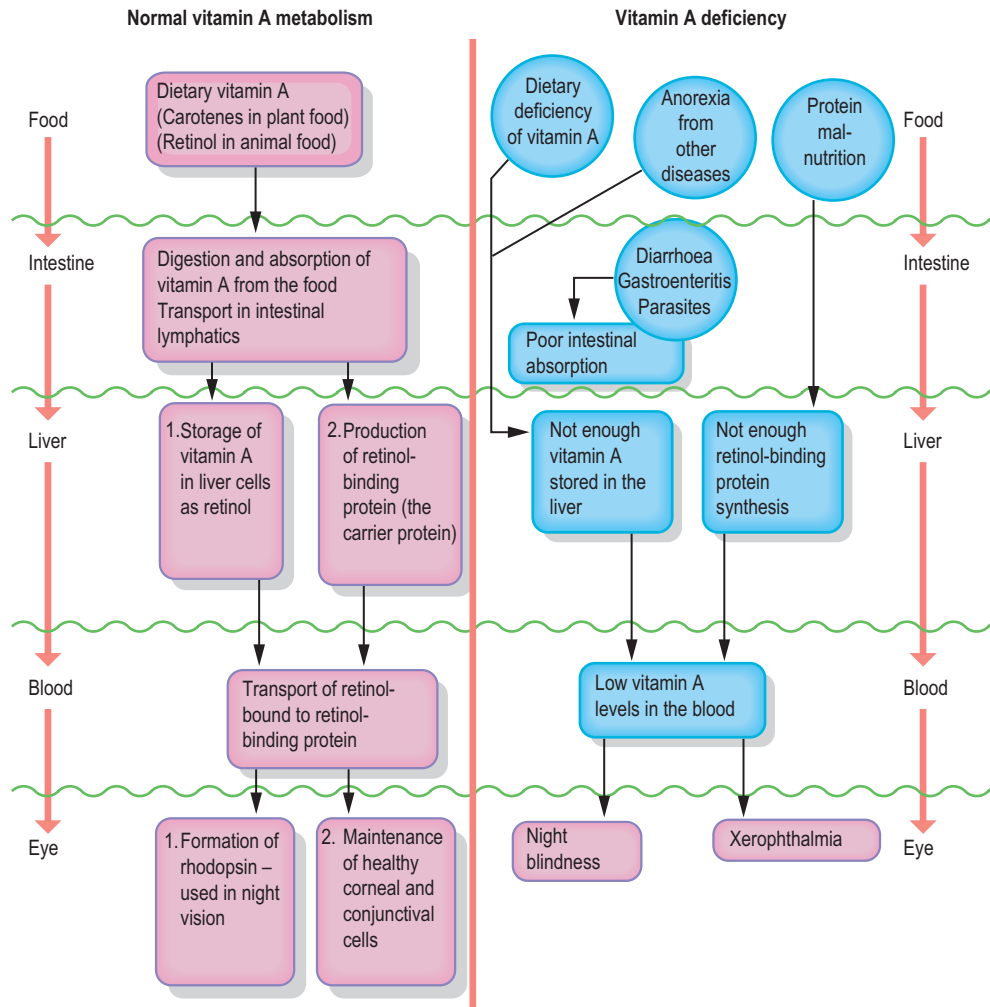 Normal vitamin A metabolism
Food
Intestine
Liver
Blood
Eye
Dietary vitamin A
(Carotenes in plant food)
(Retinol in animal food)
Digestion and absorption of
vitamin A from the food
Transport in intestinal
lymphatics
1. Storage of
vitamin A
in liver cells
as retinol
2. Production
of retinol-
binding
protein (the
carrier protein)
Transport of retinol-
bound to retinol-
binding protein
1. Formation of
rhodopsin –
used in night
vision
2. Maintenance
of healthy
corneal and
conjunctival
cells
Vitamin A deficiency
Dietary
deficiency
of vitamin A
Anorexia
from
other
diseases
Protein
mal-
nutrition
Diarrhoea
Gastroenteritis
Parasites
Poor intestinal
absorption
Not enough
vitamin A
stored in the
liver
Not enough
retinol-binding
protein
synthesis
Low vitamin A
levels in the blood
Night
blindness
Xerophthalmia
Food
Intestine
Liver
Blood
Eye